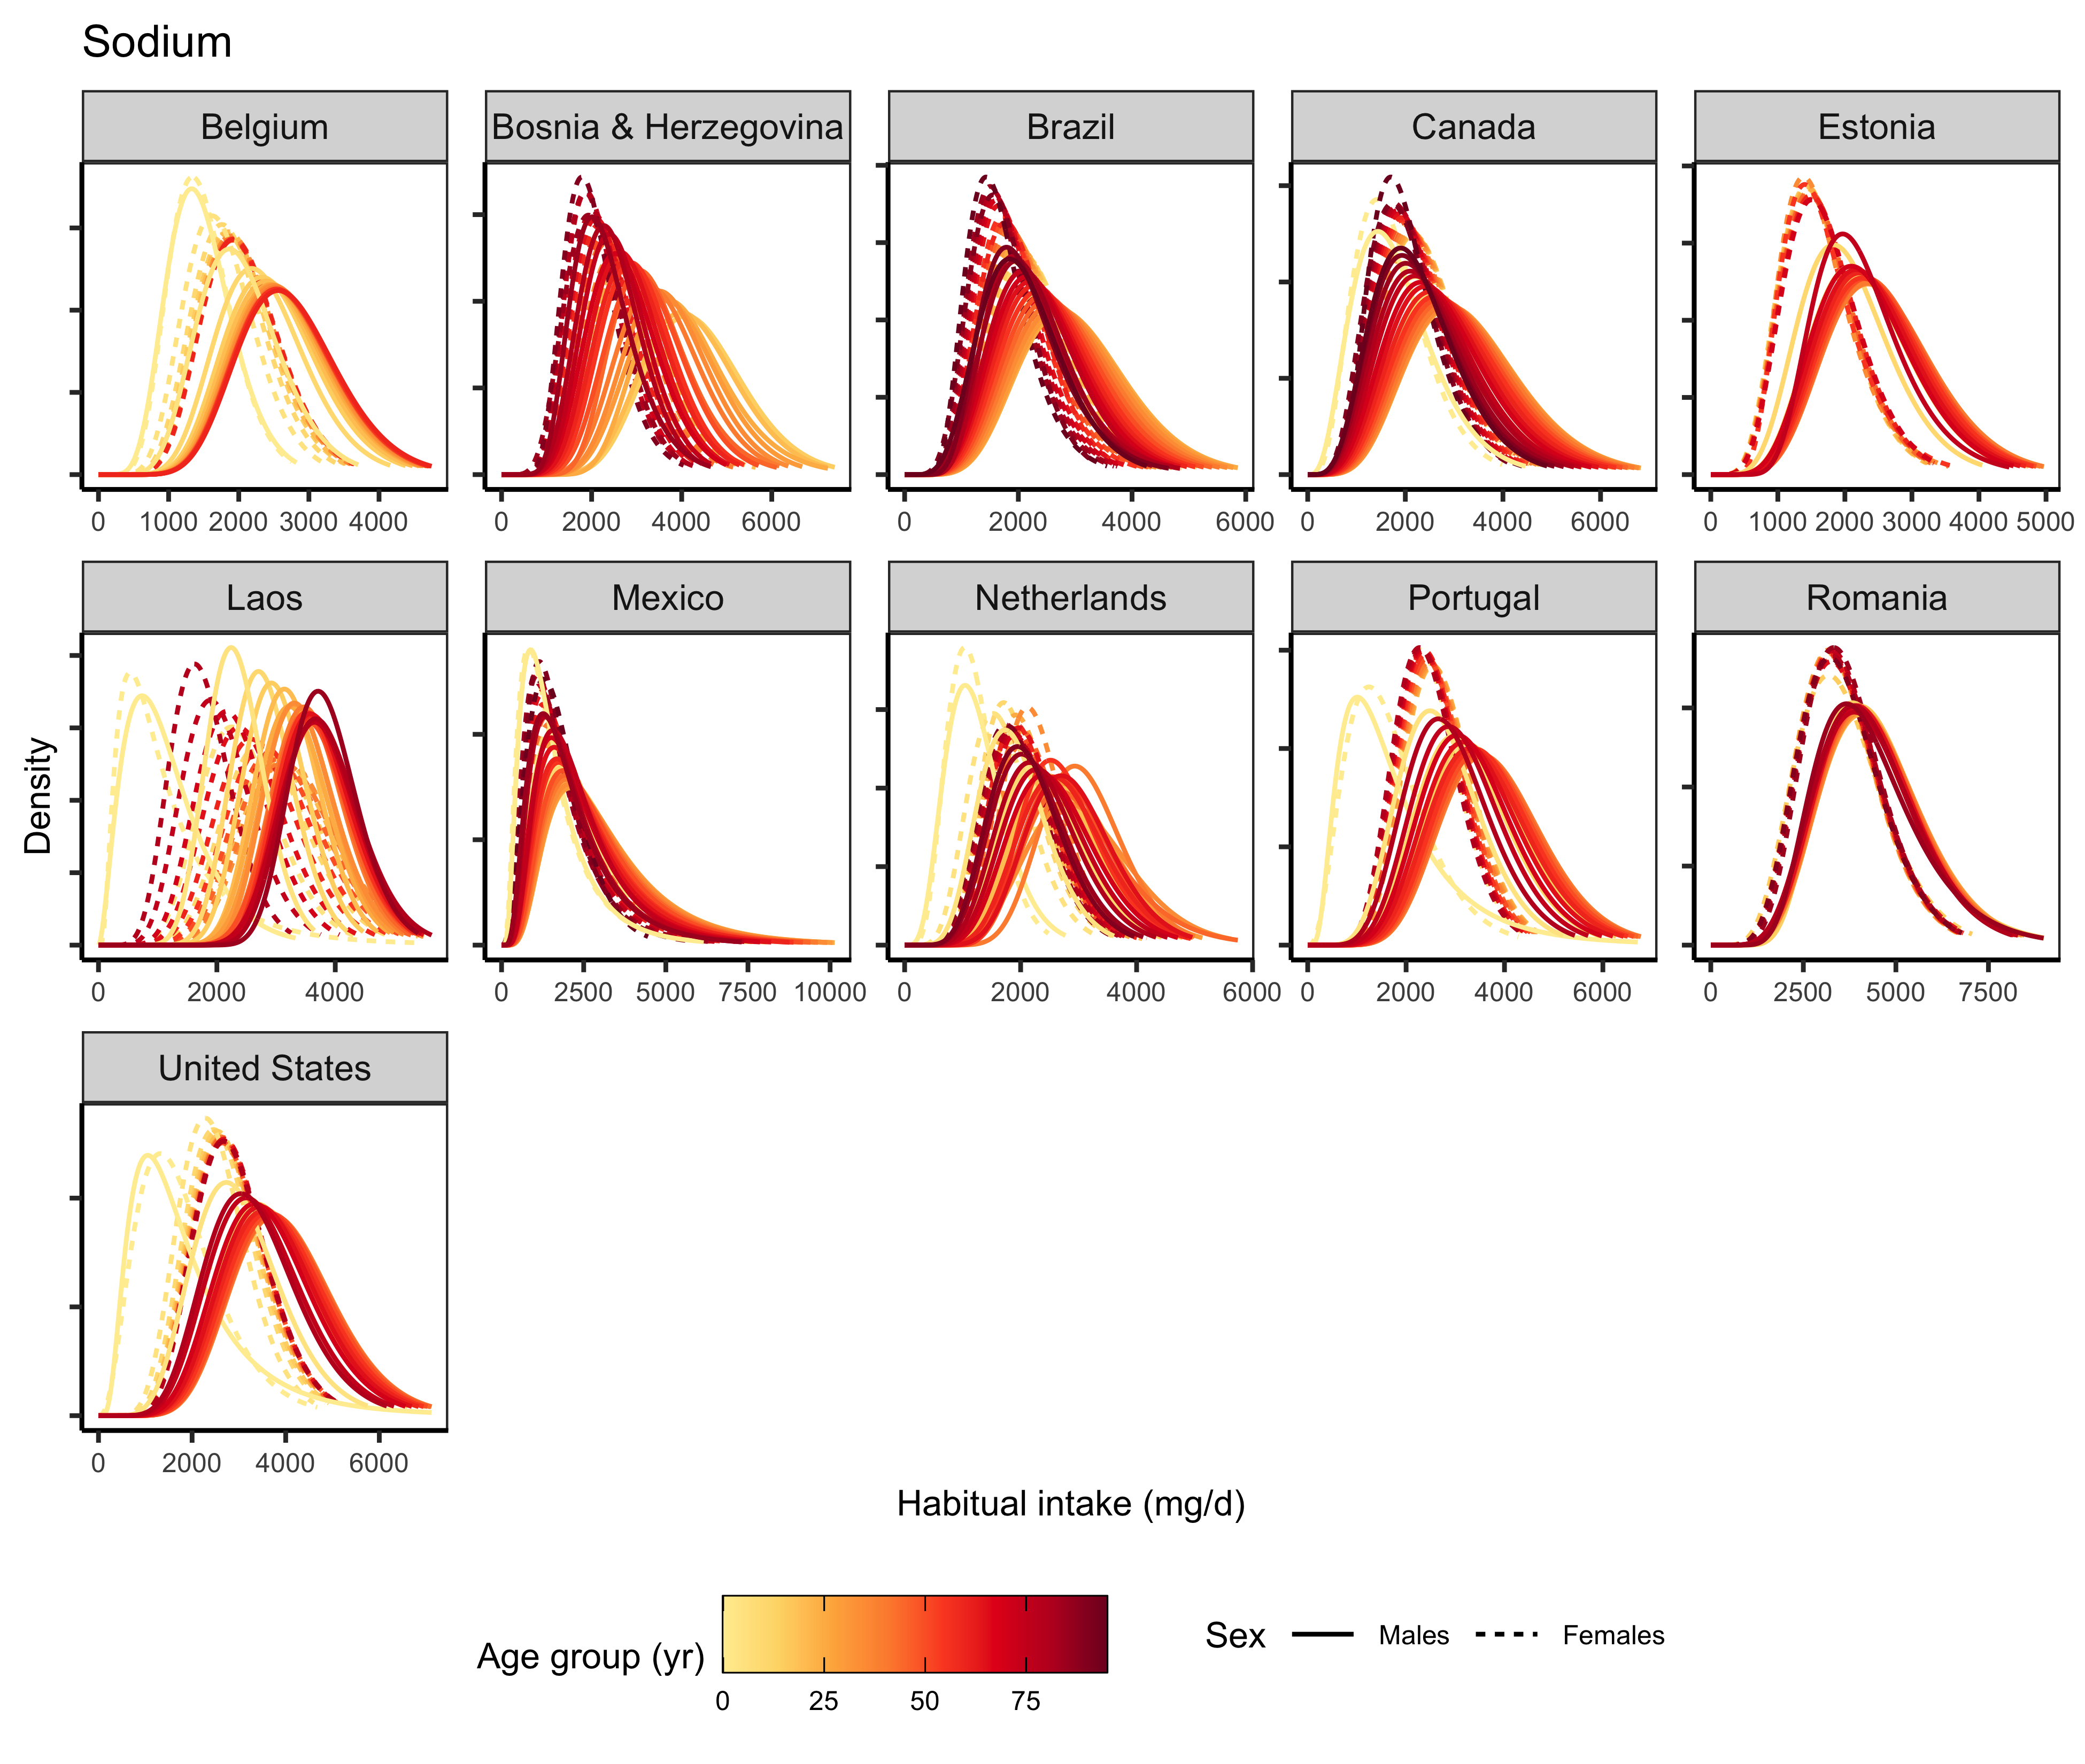 Sodium
Belgium
Bosnia & Herzegovina
Brazil
Canada
Estonia
0 1000 2000 3000 4000
0 2000 4000 6000
0 2000 4000 6000
0 2000 4000 6000
0 1000 2000 3000 4000 5000
Laos
Mexico
Netherlands
Portugal
Romania
Density
0 2000 4000
0 2500 5000 7500 10000
0 2000 4000 6000
0 2000 4000 6000
0 2500 5000 7500
United States
0 2000 4000 6000
Habitual intake (mg/d)
Age group (yr)
0 25 50 75
Sex Males Females